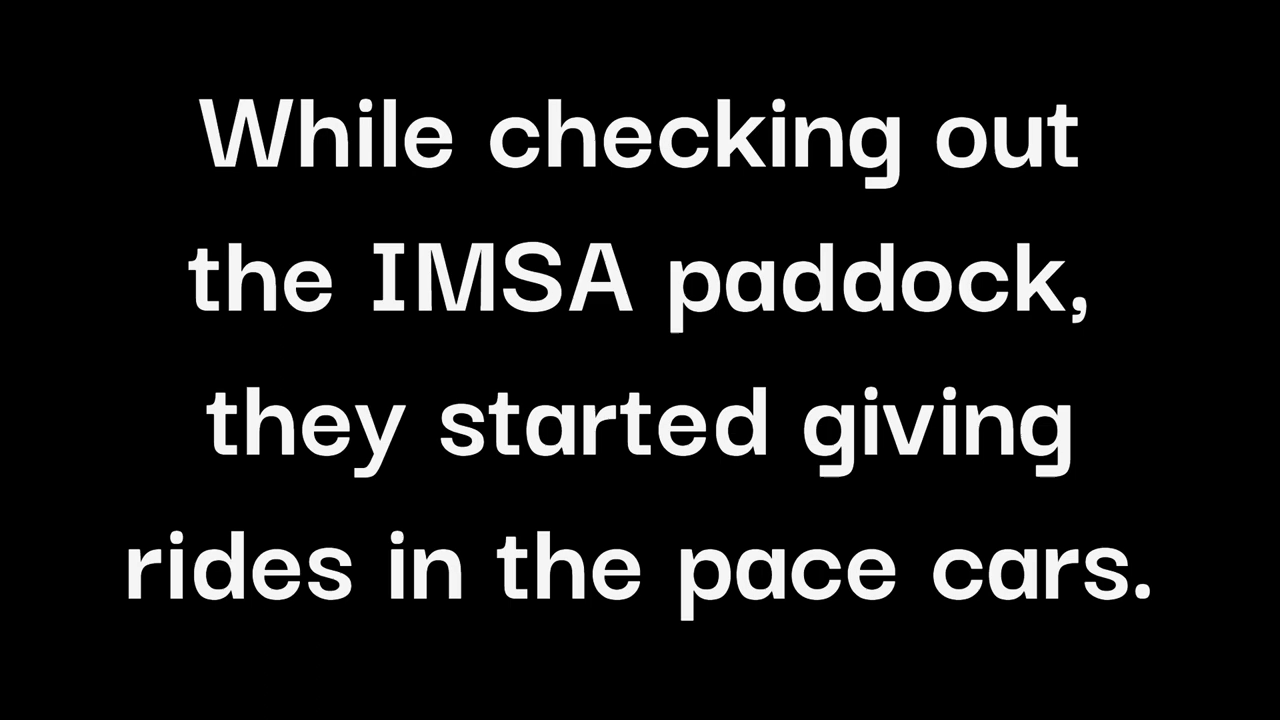 While checking out
the IMSA paddock,
they started giving
rides in the pace cars.